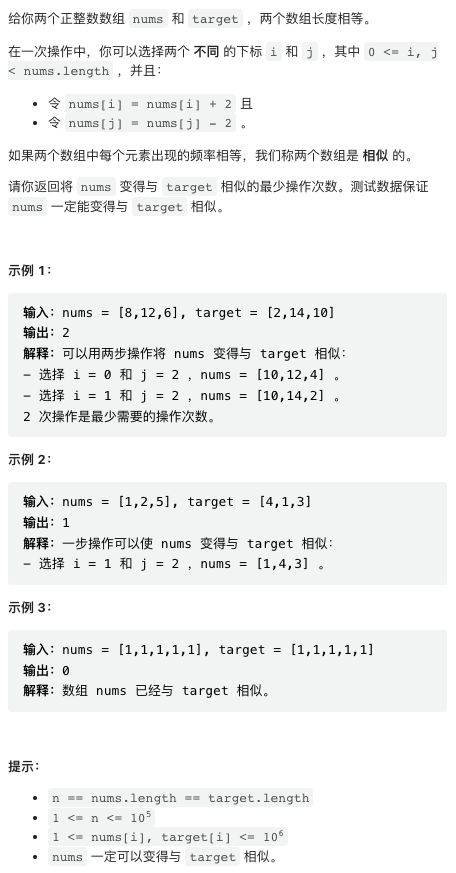 给你两个正整数数组 nums 和 target ，两个数组长度相等。
在一次操作中，你可以选择两个 不同 的下标 i 和 j ，其中 0 <= i, j
< nums.length ，并且：
• 令 nums[i] = nums[i] + 2 且
• 令 nums[j] = nums[j] - 2 。
如果两个数组中每个元素出现的频率相等，我们称两个数组是 相似 的。
请你返回将 nums 变得与 target 相似的最少操作次数。测试数据保证
nums 一定能变得与 target 相似。
示例 1：
输入：nums = [8,12,6], target = [2,14,10]
输出：2
解释：可以用两步操作将 nums 变得与 target 相似：
- 选择 i = 0 和 j = 2 ，nums = [10,12,4] 。
- 选择 i = 1 和 j = 2 ，nums = [10,14,2] 。
2 次操作是最少需要的操作次数。
示例 2：
输入：nums = [1,2,5], target = [4,1,3]
输出：1
解释：一步操作可以使 nums 变得与 target 相似：
- 选择 i = 1 和 j = 2 ，nums = [1,4,3] 。
示例 3：
输入：nums = [1,1,1,1,1], target = [1,1,1,1,1]
输出：0
解释：数组 nums 已经与 target 相似。
提示：
• n == nums.length == target.length
• 1 <= n <= 10⁵
• 1 <= nums[i], target[i] <= 10⁶
• nums 一定可以变得与 target 相似。